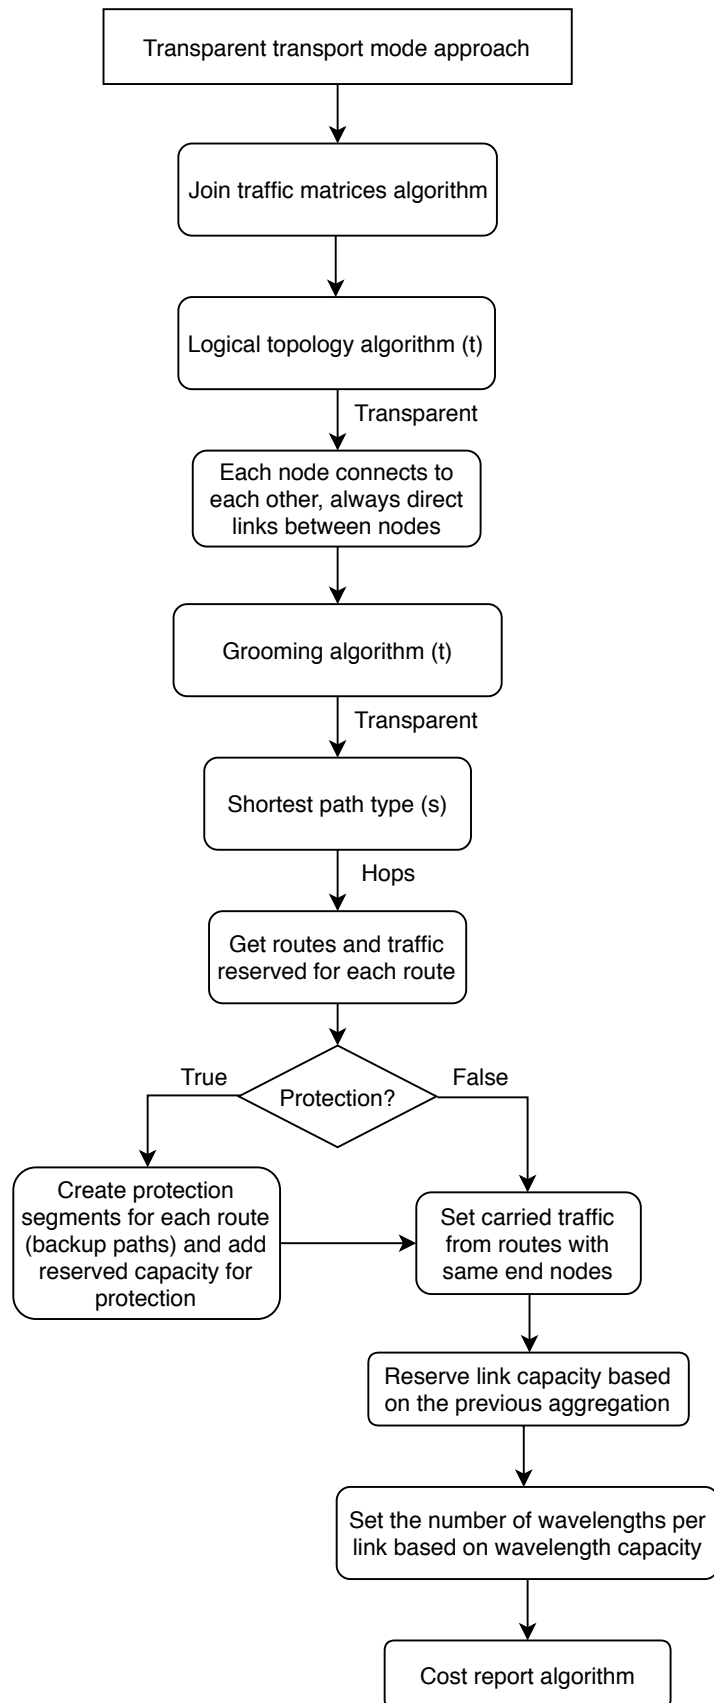 Transparent transport mode approach
Join traffic matrices algorithm
Logical topology algorithm (t)
Transparent
Each node connects to
each other, always direct
links between nodes
Grooming algorithm (t)
Transparent
Shortest path type (s)
Hops
Get routes and traffic
reserved for each route
True
False
Protection?
Create protection
segments for each route
(backup paths) and add
reserved capacity for
protection
Set carried traffic
from routes with
same end nodes
Reserve link capacity based
on the previous aggregation
Set the number of wavelengths per
link based on wavelength capacity
Cost report algorithm